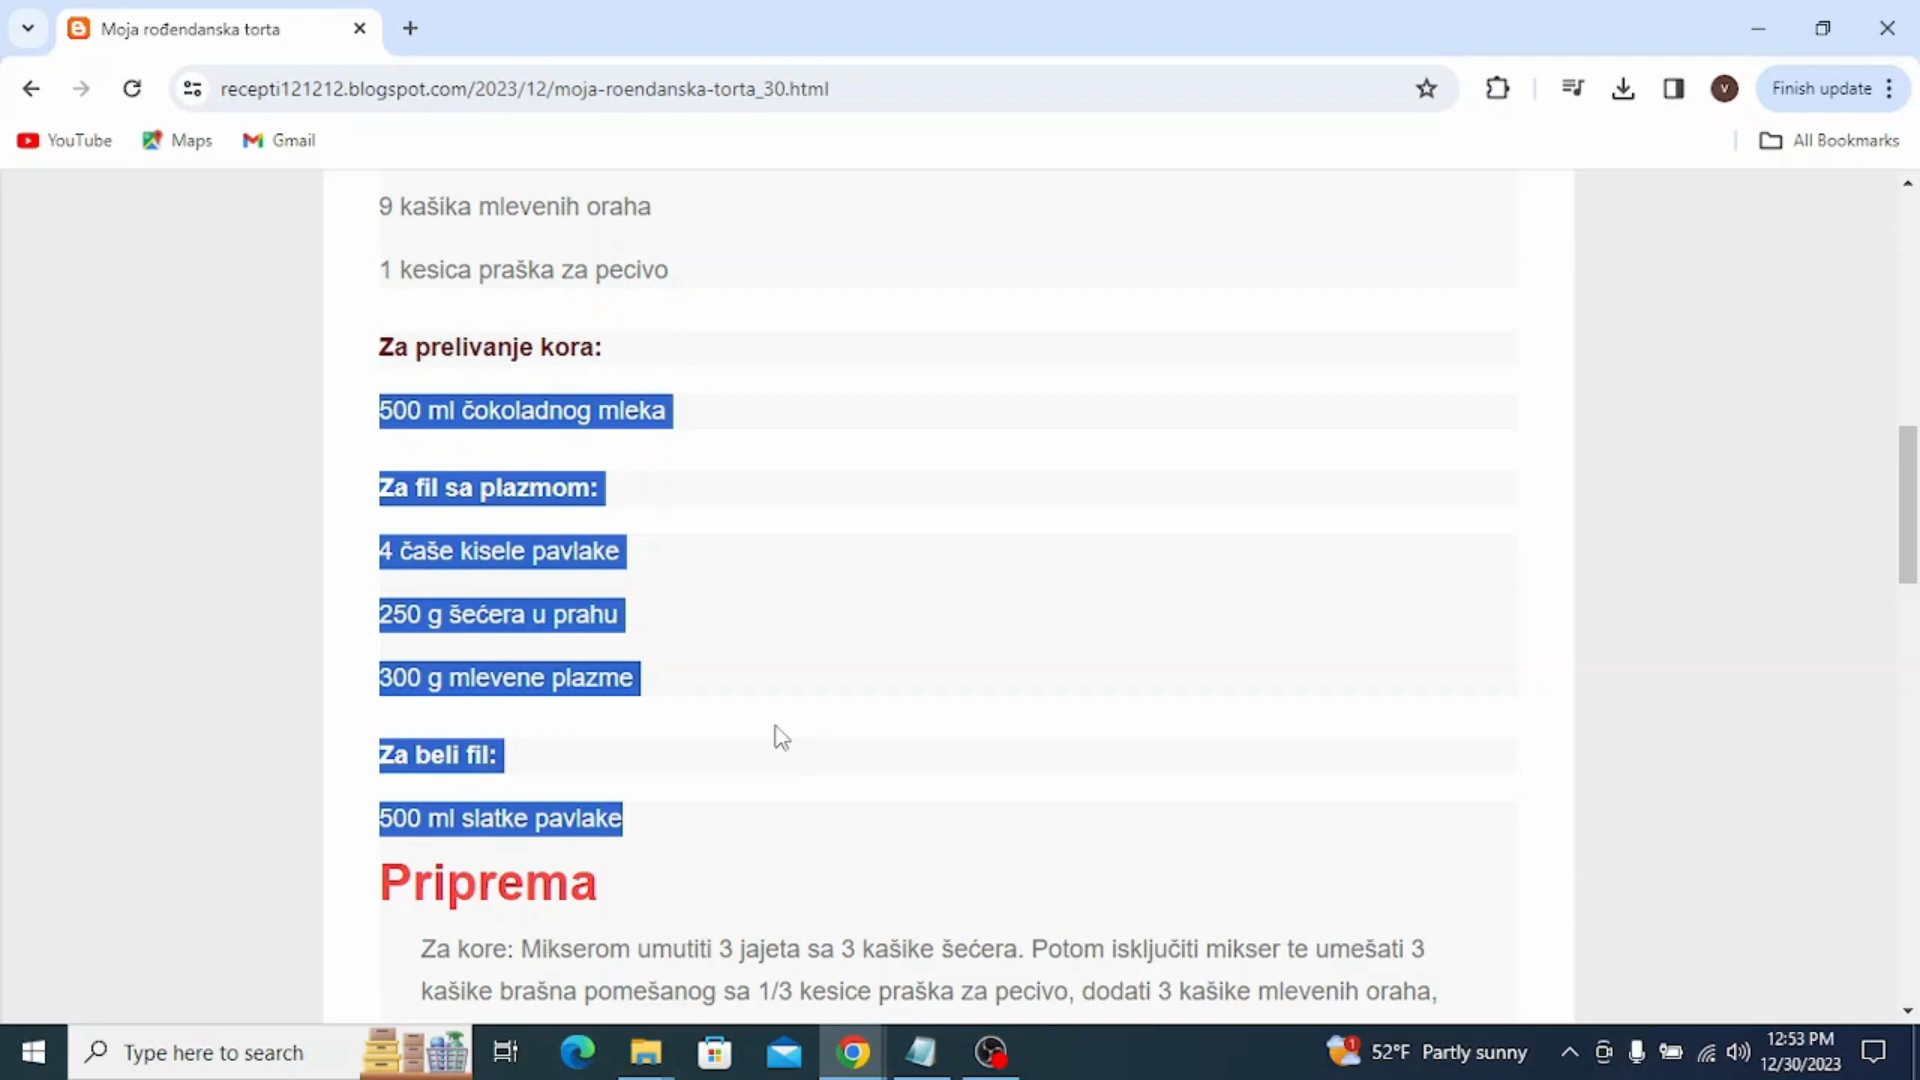 Moja rođendanska torta
recepti121212.blogspot.com/2023/12/moja-roendanska-torta_30.html
V
Finish update
YouTube
Maps
Gmail
All Bookmarks
9 kašika mlevenih oraha
1 kesica praška za pecivo
Za prelivanje kora:
500 ml čokoladnog mleka
Za fil sa plazmom:
4 čaše kisele pavlake
250 g šećera u prahu
300 g mlevene plazme
Za beli fil:
500 ml slatke pavlake
Priprema
Za kore: Mikserom umutiti 3 jajeta sa 3 kašike šećera. Potom isključiti mikser te umešati 3
kašike brašna pomešanog sa 1/3 kesice praška za pecivo, dodati 3 kašike mlevenih oraha,
Type here to search
1
52°F Partly sunny
12:53 PM
12/30/2023